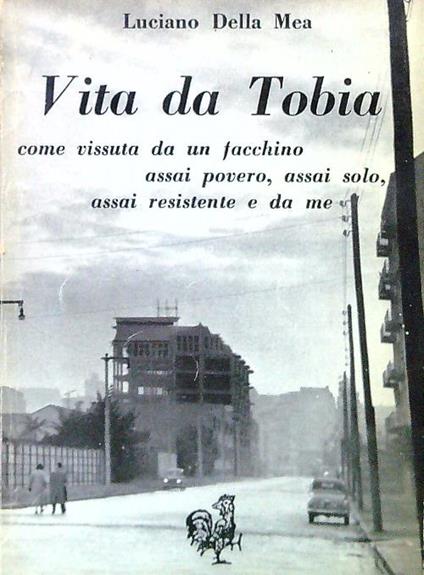 Luciano Della Mea
Vita da Tobia
come vissuta da un facchino
assai povero, assai solo,
assai resistente e da me